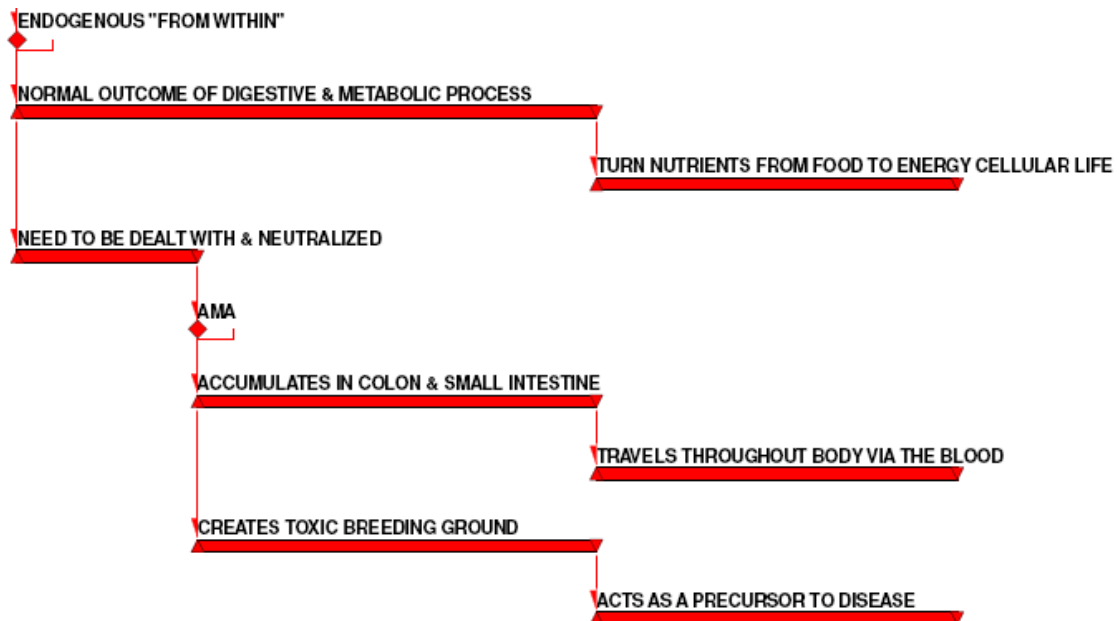 ENDOGENOUS "FROM WITHIN"
NORMAL OUTCOME OF DIGESTIVE & METABOLIC PROCESS
TURN NUTRIENTS FROM FOOD TO ENERGY CELLULAR LIFE
NEED TO BE DEALT WITH & NEUTRALIZED
AMA
ACCUMULATES IN COLON & SMALL INTESTINE
TRAVELS THROUGHOUT BODY VIA THE BLOOD
CREATES TOXIC BREEDING GROUND
ACTS AS A PRECURSOR TO DISEASE